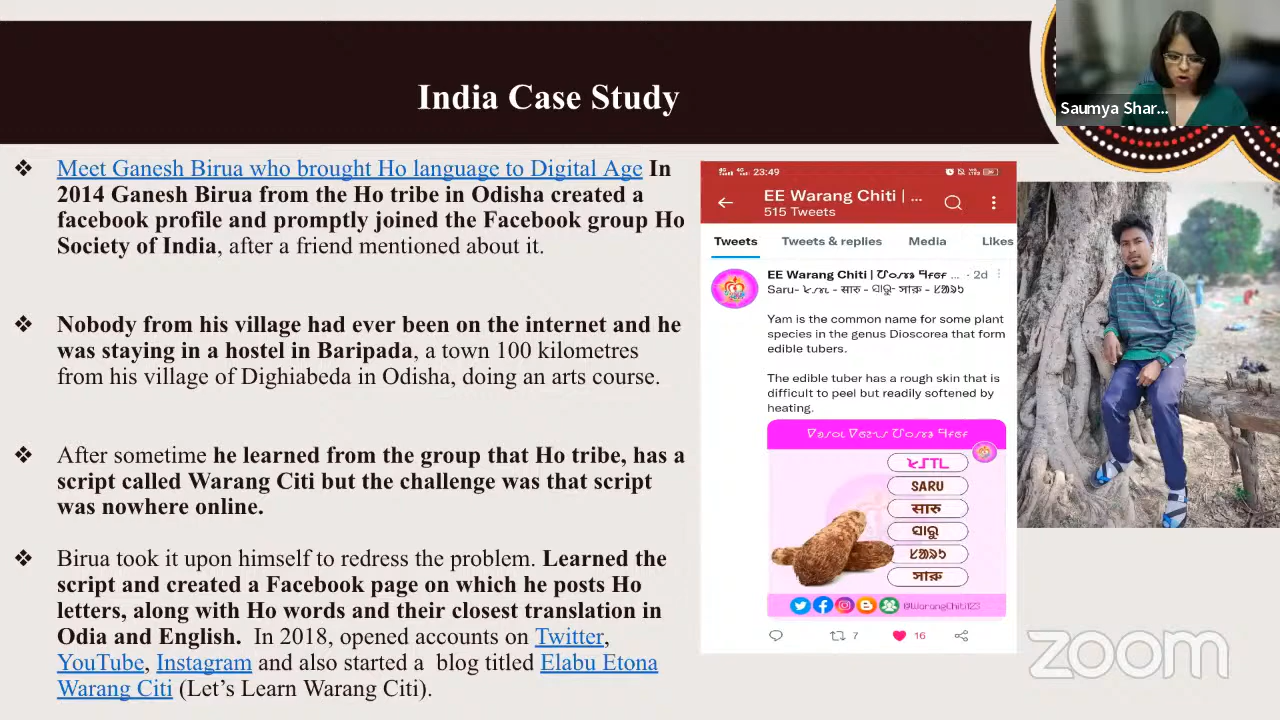 India Case Study
Saumya Shar...
❖ Meet Ganesh Birua who brought Ho language to Digital Age In
2014 Ganesh Birua from the Ho tribe in Odisha created a
facebook profile and promptly joined the Facebook group Ho
Society of India, after a friend mentioned about it.
❖ Nobody from his village had ever been on the internet and he
was staying in a hostel in Baripada, a town 100 kilometres
from his village of Dighiabeda in Odisha, doing an arts course.
❖ After sometime he learned from the group that Ho tribe, has a
script called Warang Citi but the challenge was that script
was nowhere online.
❖ Birua took it upon himself to redress the problem. Learned the
script and created a Facebook page on which he posts Ho
letters, along with Ho words and their closest translation in
Odia and English. In 2018, opened accounts on Twitter,
YouTube, Instagram and also started a blog titled Elabu Etona
Warang Citi (Let's Learn Warang Citi).
23:49
EE Warang Chiti | ...
515 Tweets
Tweets Tweets & replies Media Likes
EE Warang Chiti | ... · 2d
Saru- - सारु - ସାରୁ- সারু -
Yam is the common name for some plant
species in the genus Dioscorea that form
edible tubers.
The edible tuber has a rough skin that is
difficult to peel but readily softened by
heating.
SARU
सारु
ସାରୁ
সারু
@WarangChiti123
7 16
zoom